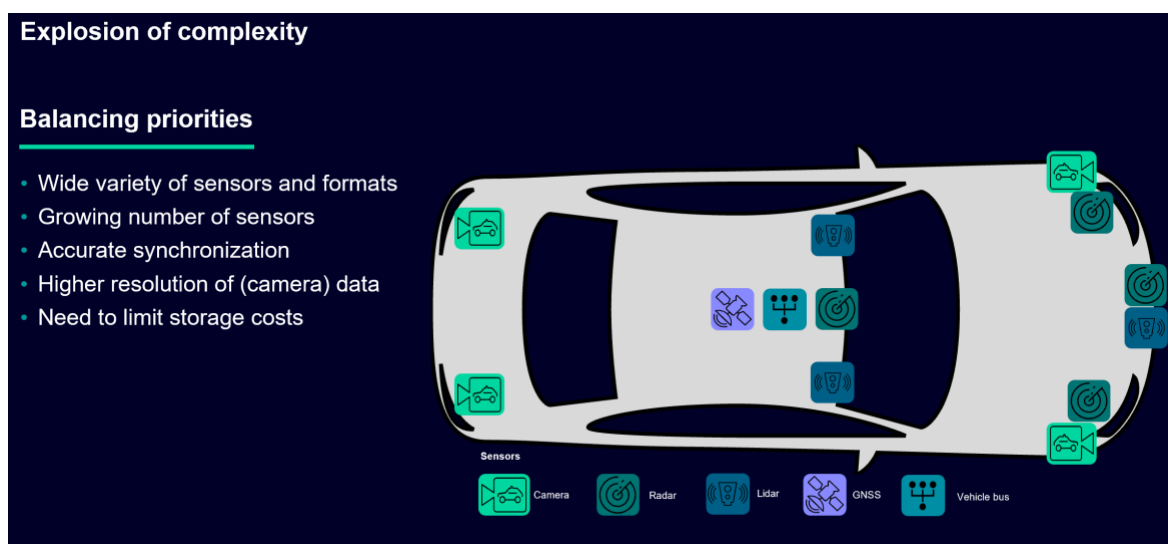 Explosion of complexity
Balancing priorities
• Wide variety of sensors and formats
• Growing number of sensors
• Accurate synchronization
• Higher resolution of (camera) data
• Need to limit storage costs
Sensors
Camera
Radar
Lidar
GNSS
Vehicle bus